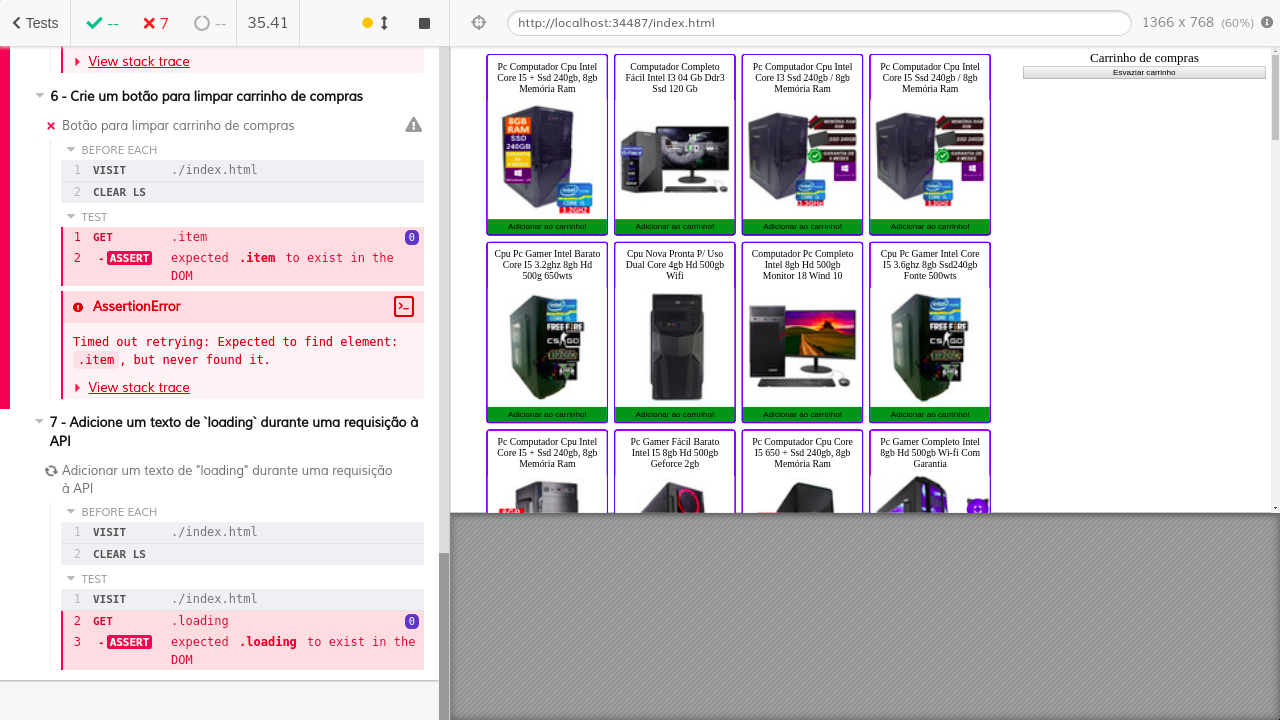 Tests
--
7
--
35.41
http://localhost:34487/index.html
1366 x 768 (60%)
View stack trace
6 - Crie um botão para limpar carrinho de compras
Botão para limpar carrinho de compras
BEFORE EACH
1 VISIT ./index.html
2 CLEAR LS
TEST
1 GET .item 0
2 -ASSERT expected .item to exist in the
DOM
AssertionError
Timed out retrying: Expected to find element:
.item, but never found it.
View stack trace
7 - Adicione um texto de `loading` durante uma requisição à
API
Adicionar um texto de "loading" durante uma requisição
à API
BEFORE EACH
1 VISIT ./index.html
2 CLEAR LS
TEST
1 VISIT ./index.html
2 GET .loading 0
3 -ASSERT expected .loading to exist in the
DOM
Pc Computador Cpu Intel
Core I5 + Ssd 240gb, 8gb
Memória Ram
8GB
RAM
SSD
240GB
Adicionar ao carrinho!
Computador Completo
Fácil Intel I3 04 Gb Ddr3
Ssd 120 Gb
Adicionar ao carrinho!
Pc Computador Cpu Intel
Core I3 Ssd 240gb / 8gb
Memória Ram
Adicionar ao carrinho!
Pc Computador Cpu Intel
Core I5 Ssd 240gb / 8gb
Memória Ram
Adicionar ao carrinho!
Cpu Pc Gamer Intel Barato
Core I5 3.2ghz 8gb Hd
500g 650wts
FREE FIRE
CS:GO
Adicionar ao carrinho!
Cpu Nova Pronta P/ Uso
Dual Core 4gb Hd 500gb
Wifi
Adicionar ao carrinho!
Computador Pc Completo
Intel 8gb Hd 500gb
Monitor 18 Wind 10
Adicionar ao carrinho!
Cpu Pc Gamer Intel Core
I5 3.6ghz 8gb Ssd240gb
Fonte 500wts
FREE FIRE
CS:GO
Adicionar ao carrinho!
Pc Computador Cpu Intel
Core I5 + Ssd 240gb, 8gb
Memória Ram
Pc Gamer Fácil Barato
Intel I5 8gb Hd 500gb
Geforce 2gb
Pc Computador Cpu Core
I5 650 + Ssd 240gb, 8gb
Memória Ram
Pc Gamer Completo Intel
8gb Hd 500gb Wi-fi Com
Garantia
Carrinho de compras
Esvaziar carrinho